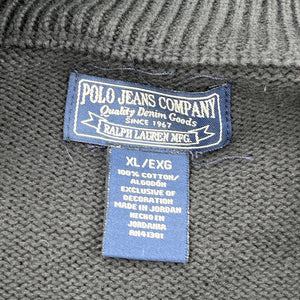 POLO JEANS COMPANY
Quality Denim Goods
SINCE 1967
RALPH LAUREN MFG.
XL/EXG
100% COTTON/
ALGODÓN
EXCLUSIVE OF
DECORATION
MADE IN JORDAN
HECHO EN
JORDANIA
AN41381